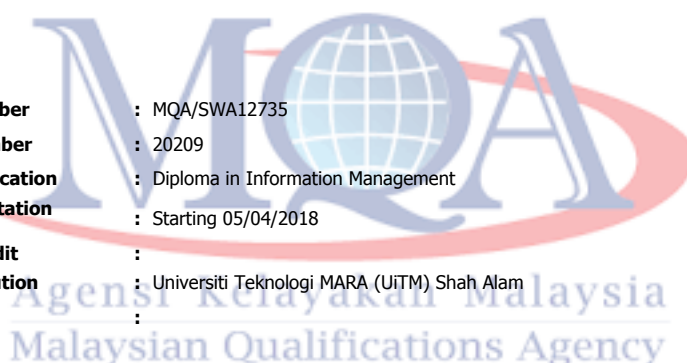 MQA
ber : MQA/SWA12735
ber : 20209
cation : Diploma in Information Management
tation : Starting 05/04/2018
dit :
tion : Universiti Teknologi MARA (UiTM) Shah Alam
:
Agensi Kelayakan Malaysia
Malaysian Qualifications Agency